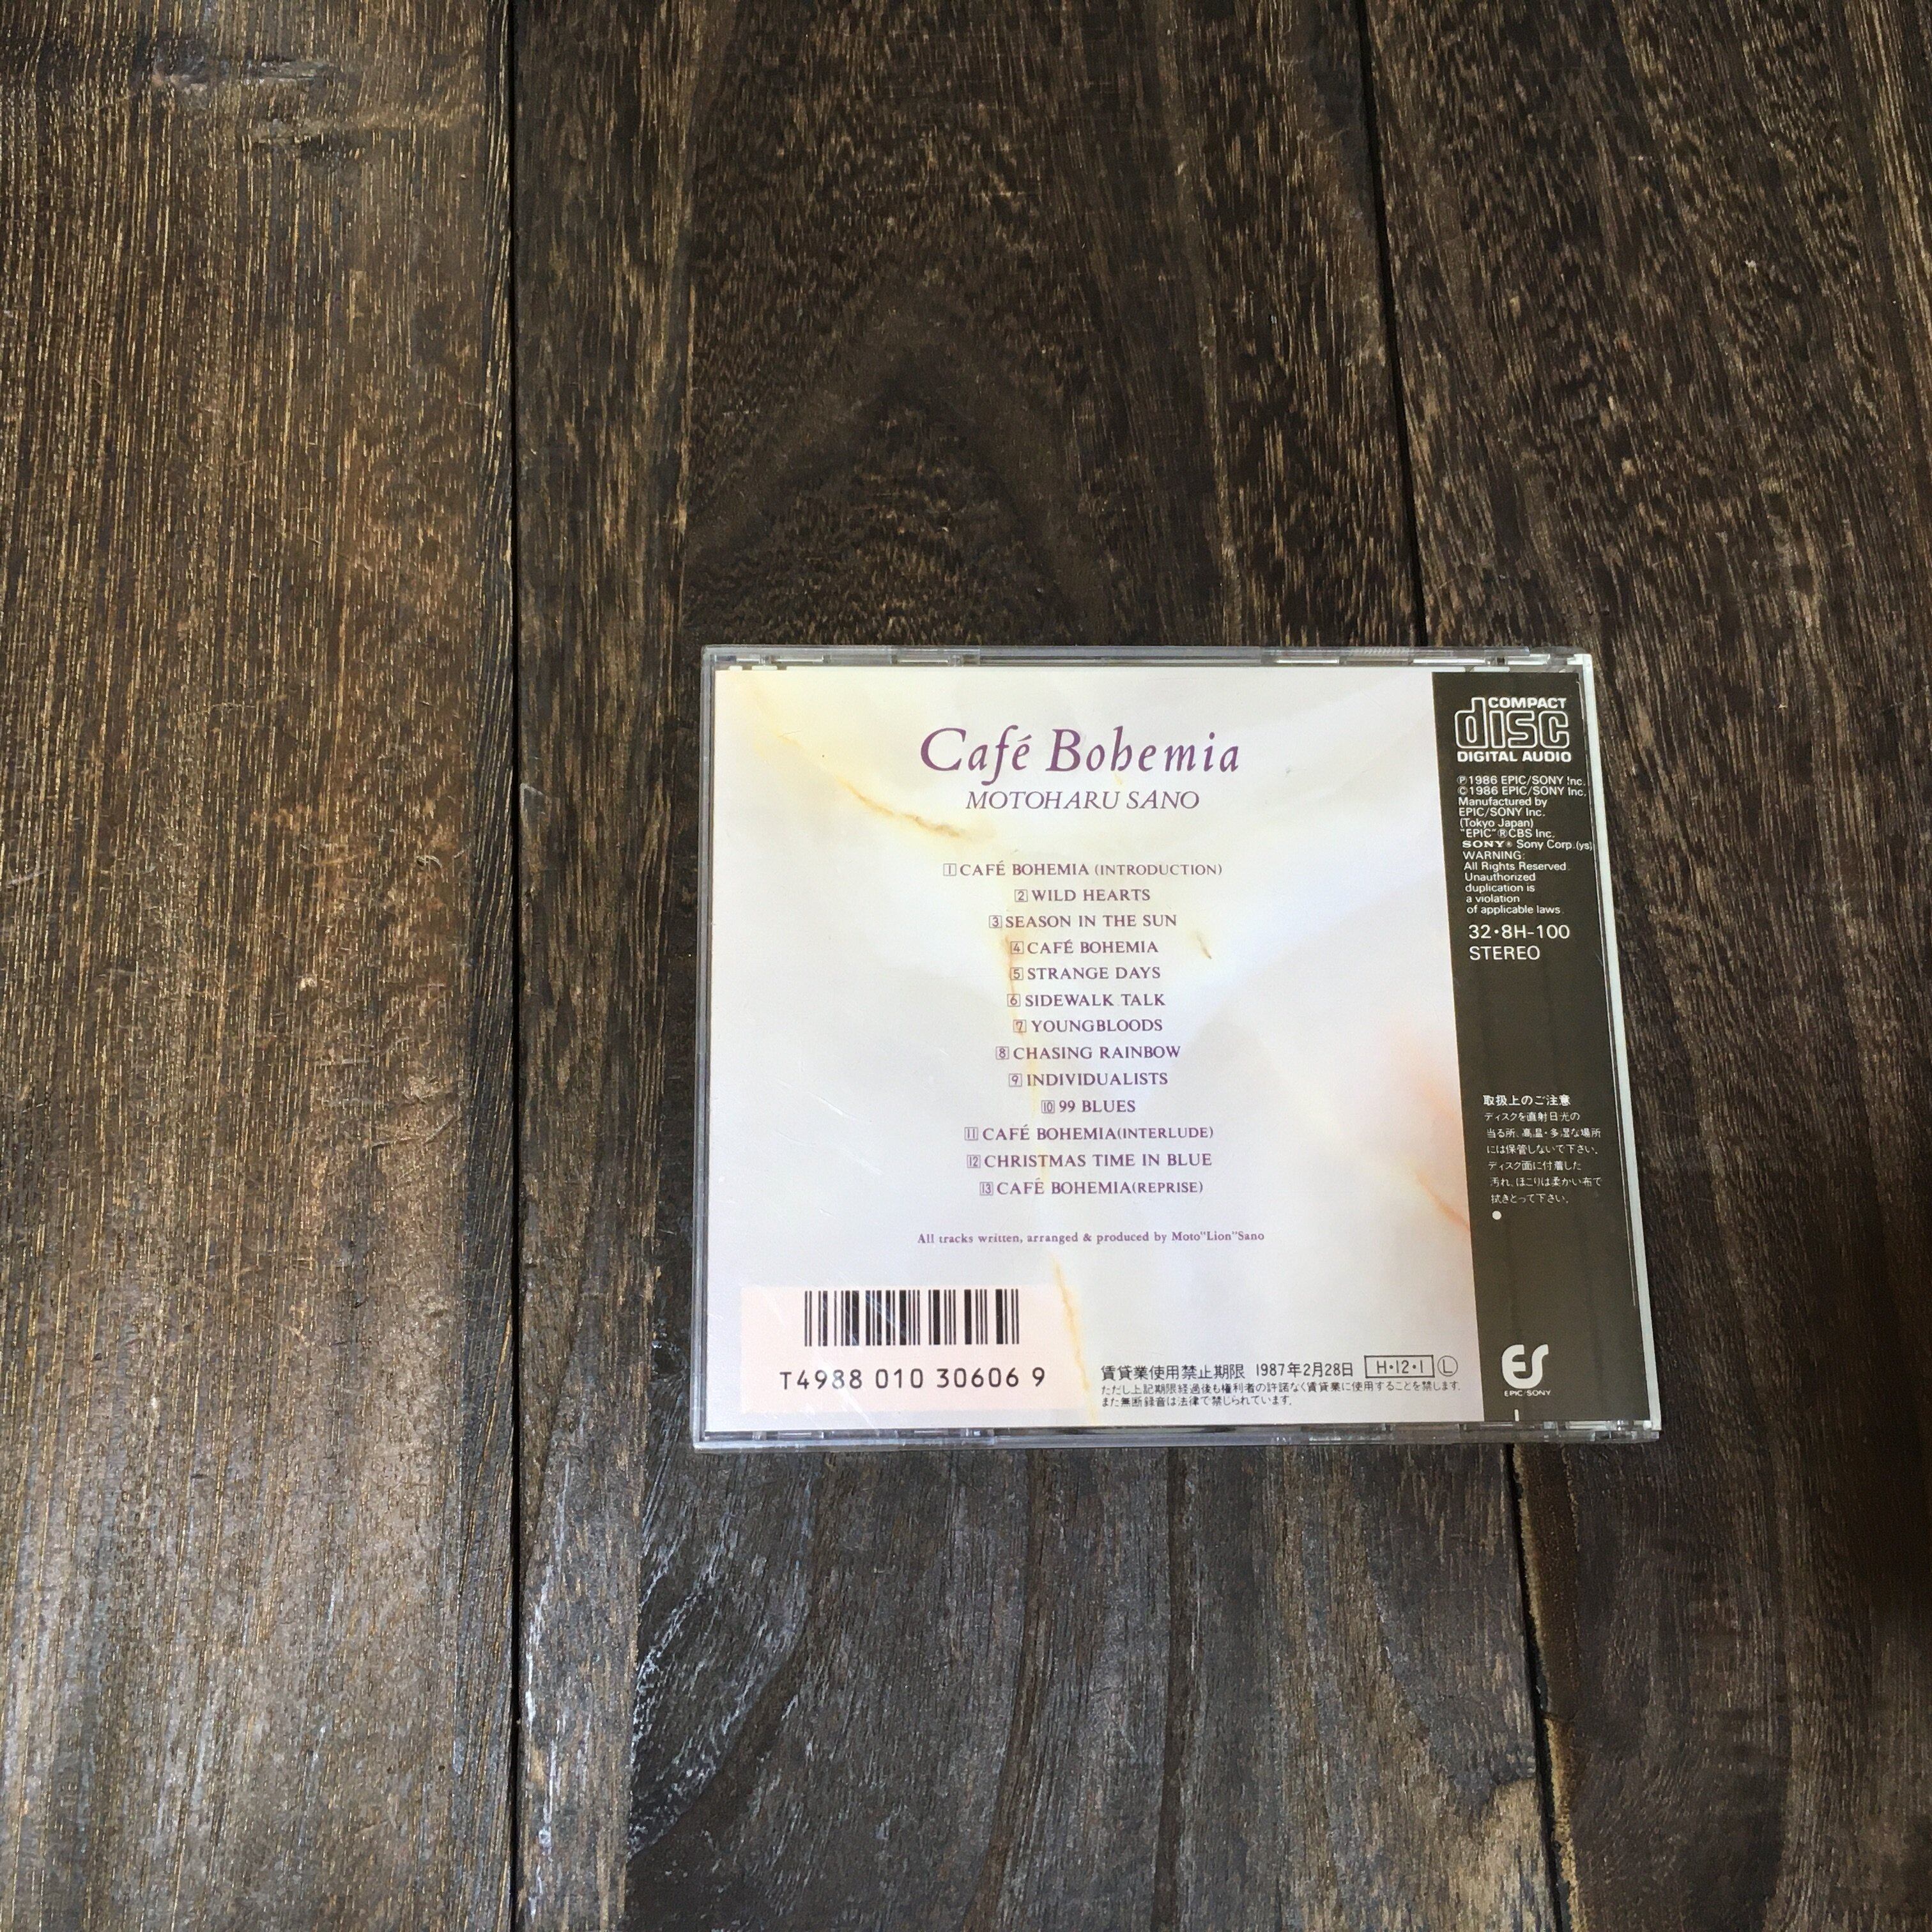 Café Bohemia
MOTOHARU SANO
1 CAFÉ BOHEMIA (INTRODUCTION)
2 WILD HEARTS
3 SEASON IN THE SUN
4 CAFÉ BOHEMIA
5 STRANGE DAYS
6 SIDEWALK TALK
7 YOUNGBLOODS
8 CHASING RAINBOW
9 INDIVIDUALISTS
10 99 BLUES
11 CAFÉ BOHEMIA(INTERLUDE)
12 CHRISTMAS TIME IN BLUE
13 CAFÉ BOHEMIA(REPRISE)
All tracks written, arranged & produced by Moto"Lion"Sano
T4988 010 30606 9
賃貸業使用禁止期限 1987年2月28日 H・12・1 Ⓛ
ただし上記期限経過後も権利者の許諾なく賃貸業に使用することを禁します.
また無断録音は法律で禁じられています.
COMPACT
disc
DIGITAL AUDIO
Ⓟ1986 EPIC/SONY Inc.
©1986 EPIC/SONY Inc.
Manufactured by
EPIC/SONY Inc.
(Tokyo Japan)
"EPIC"®CBS Inc.
SONY® Sony Corp.(ys)
WARNING:
All Rights Reserved.
Unauthorized
duplication is
a violation
of applicable laws.
32・8H-100
STEREO
取扱上のご注意
ディスクを直射日光の
当る所、高温・多湿な場所
には保管しないで下さい.
ディスク面に付着した
汚れ、ほこりは柔かい布で
拭きとって下さい.
ES
EPIC/SONY